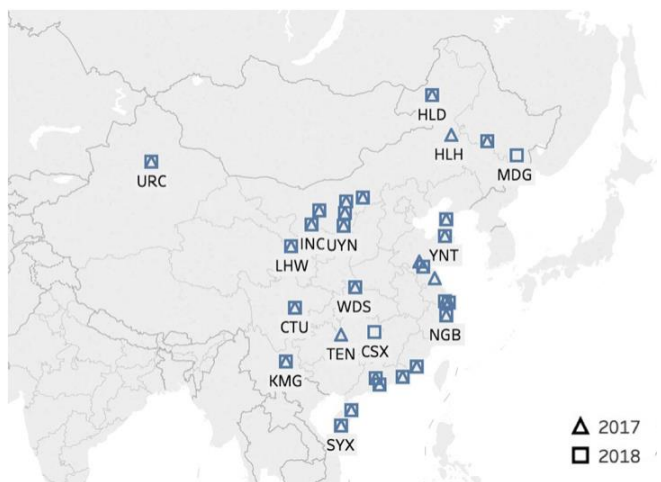 HLD
HLH
MDG
URC
INC UYN
YNT
LHW
WDS
CTU
NGB
TEN CSX
KMG
SYX
2017
2018